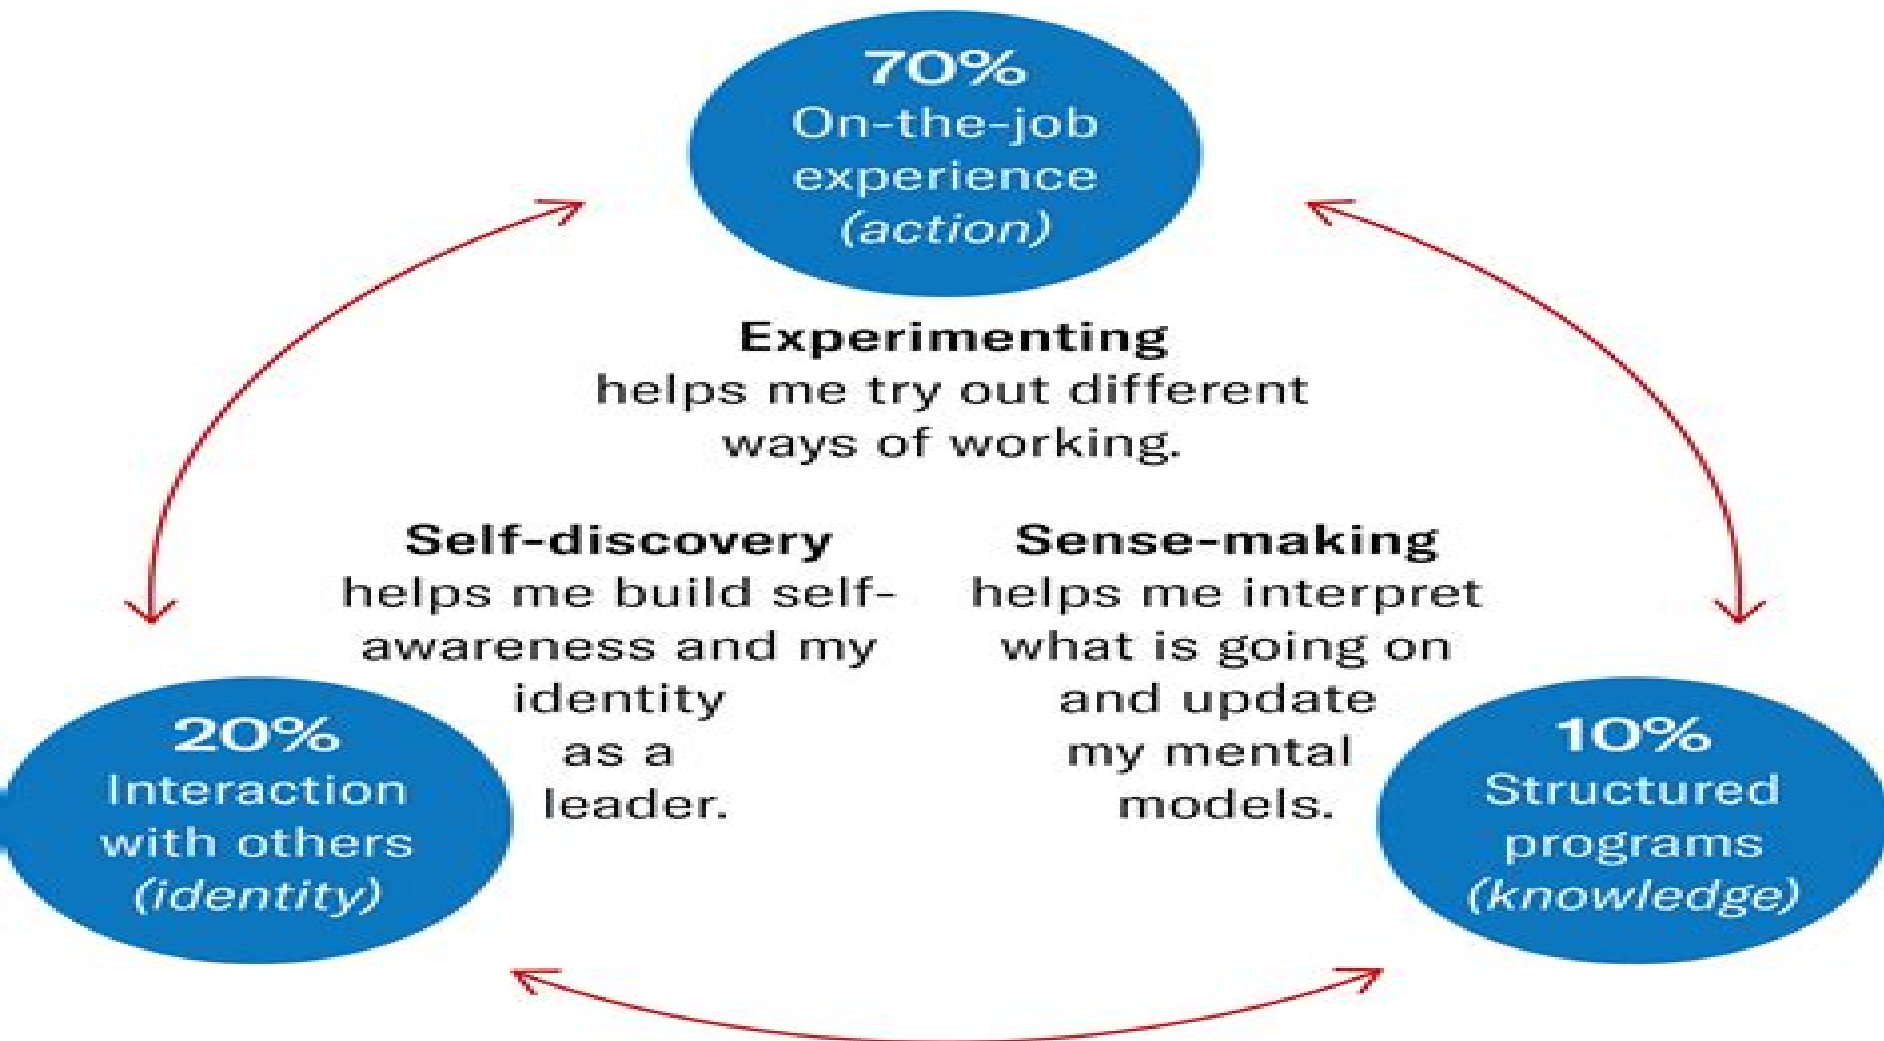 70%
On-the-job
experience
(action)
Experimenting
helps me try out different
ways of working.
Self-discovery
helps me build self-
awareness and my
identity
as a
leader.
Sense-making
helps me interpret
what is going on
and update
my mental
models.
20%
Interaction
with others
(identity)
10%
Structured
programs
(knowledge)